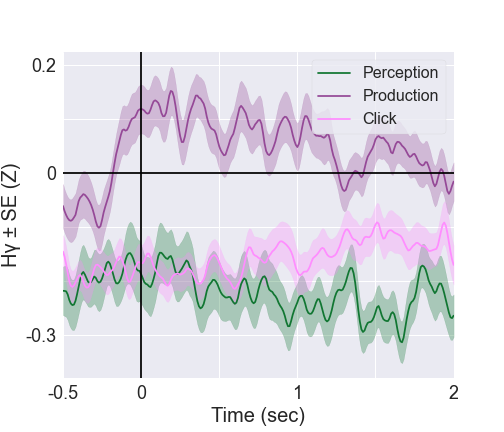 0.2
0
-0.3
Hγ ± SE (Z)
Perception
Production
Click
-0.5 0 1 2
Time (sec)